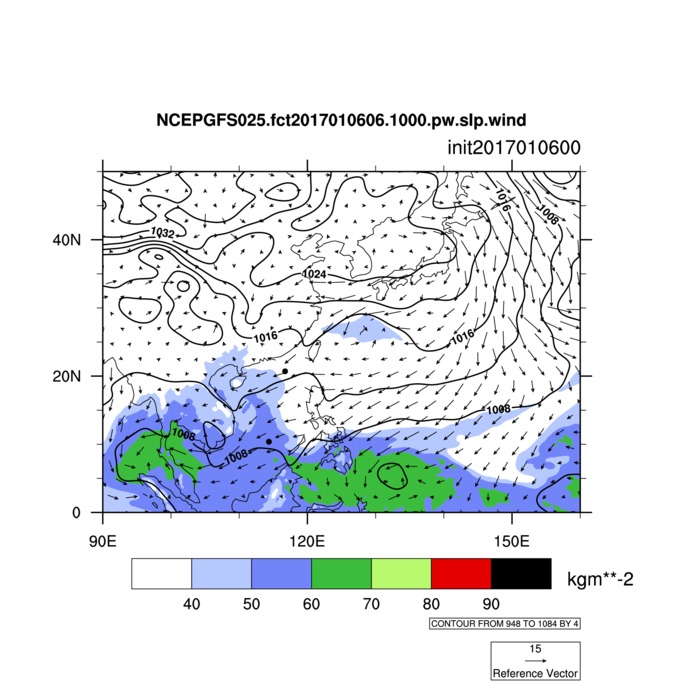 NCEPGFS025.fct2017010606.1000.pw.slp.wind
init2017010600
1016
1008
40N
1032
1024
1016
1016
20N
1008
1008
1008
0
90E 120E 150E
kgm**-2
40 50 60 70 80 90
CONTOUR FROM 948 TO 1084 BY 4
15
Reference Vector